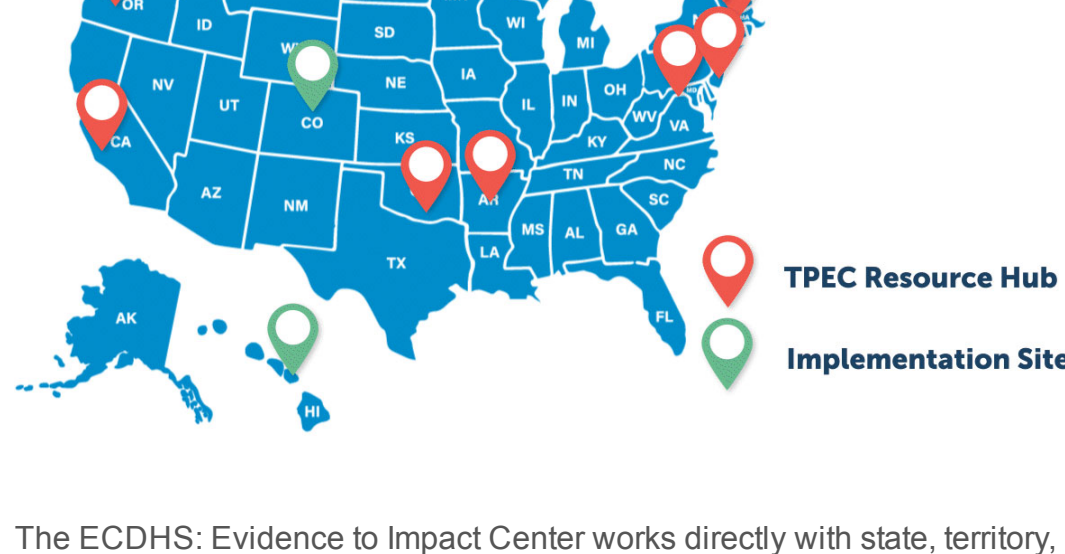 OR
ID
SD
WI
MI
NV
UT
CO
NE
IA
IL
IN
OH
WV
VA
KS
KY
CA
AZ
NM
AR
TN
NC
SC
MS
AL
GA
TX
LA
FL
AK
HI
TPEC Resource Hub
Implementation Site
The ECDHS: Evidence to Impact Center works directly with state, territory,